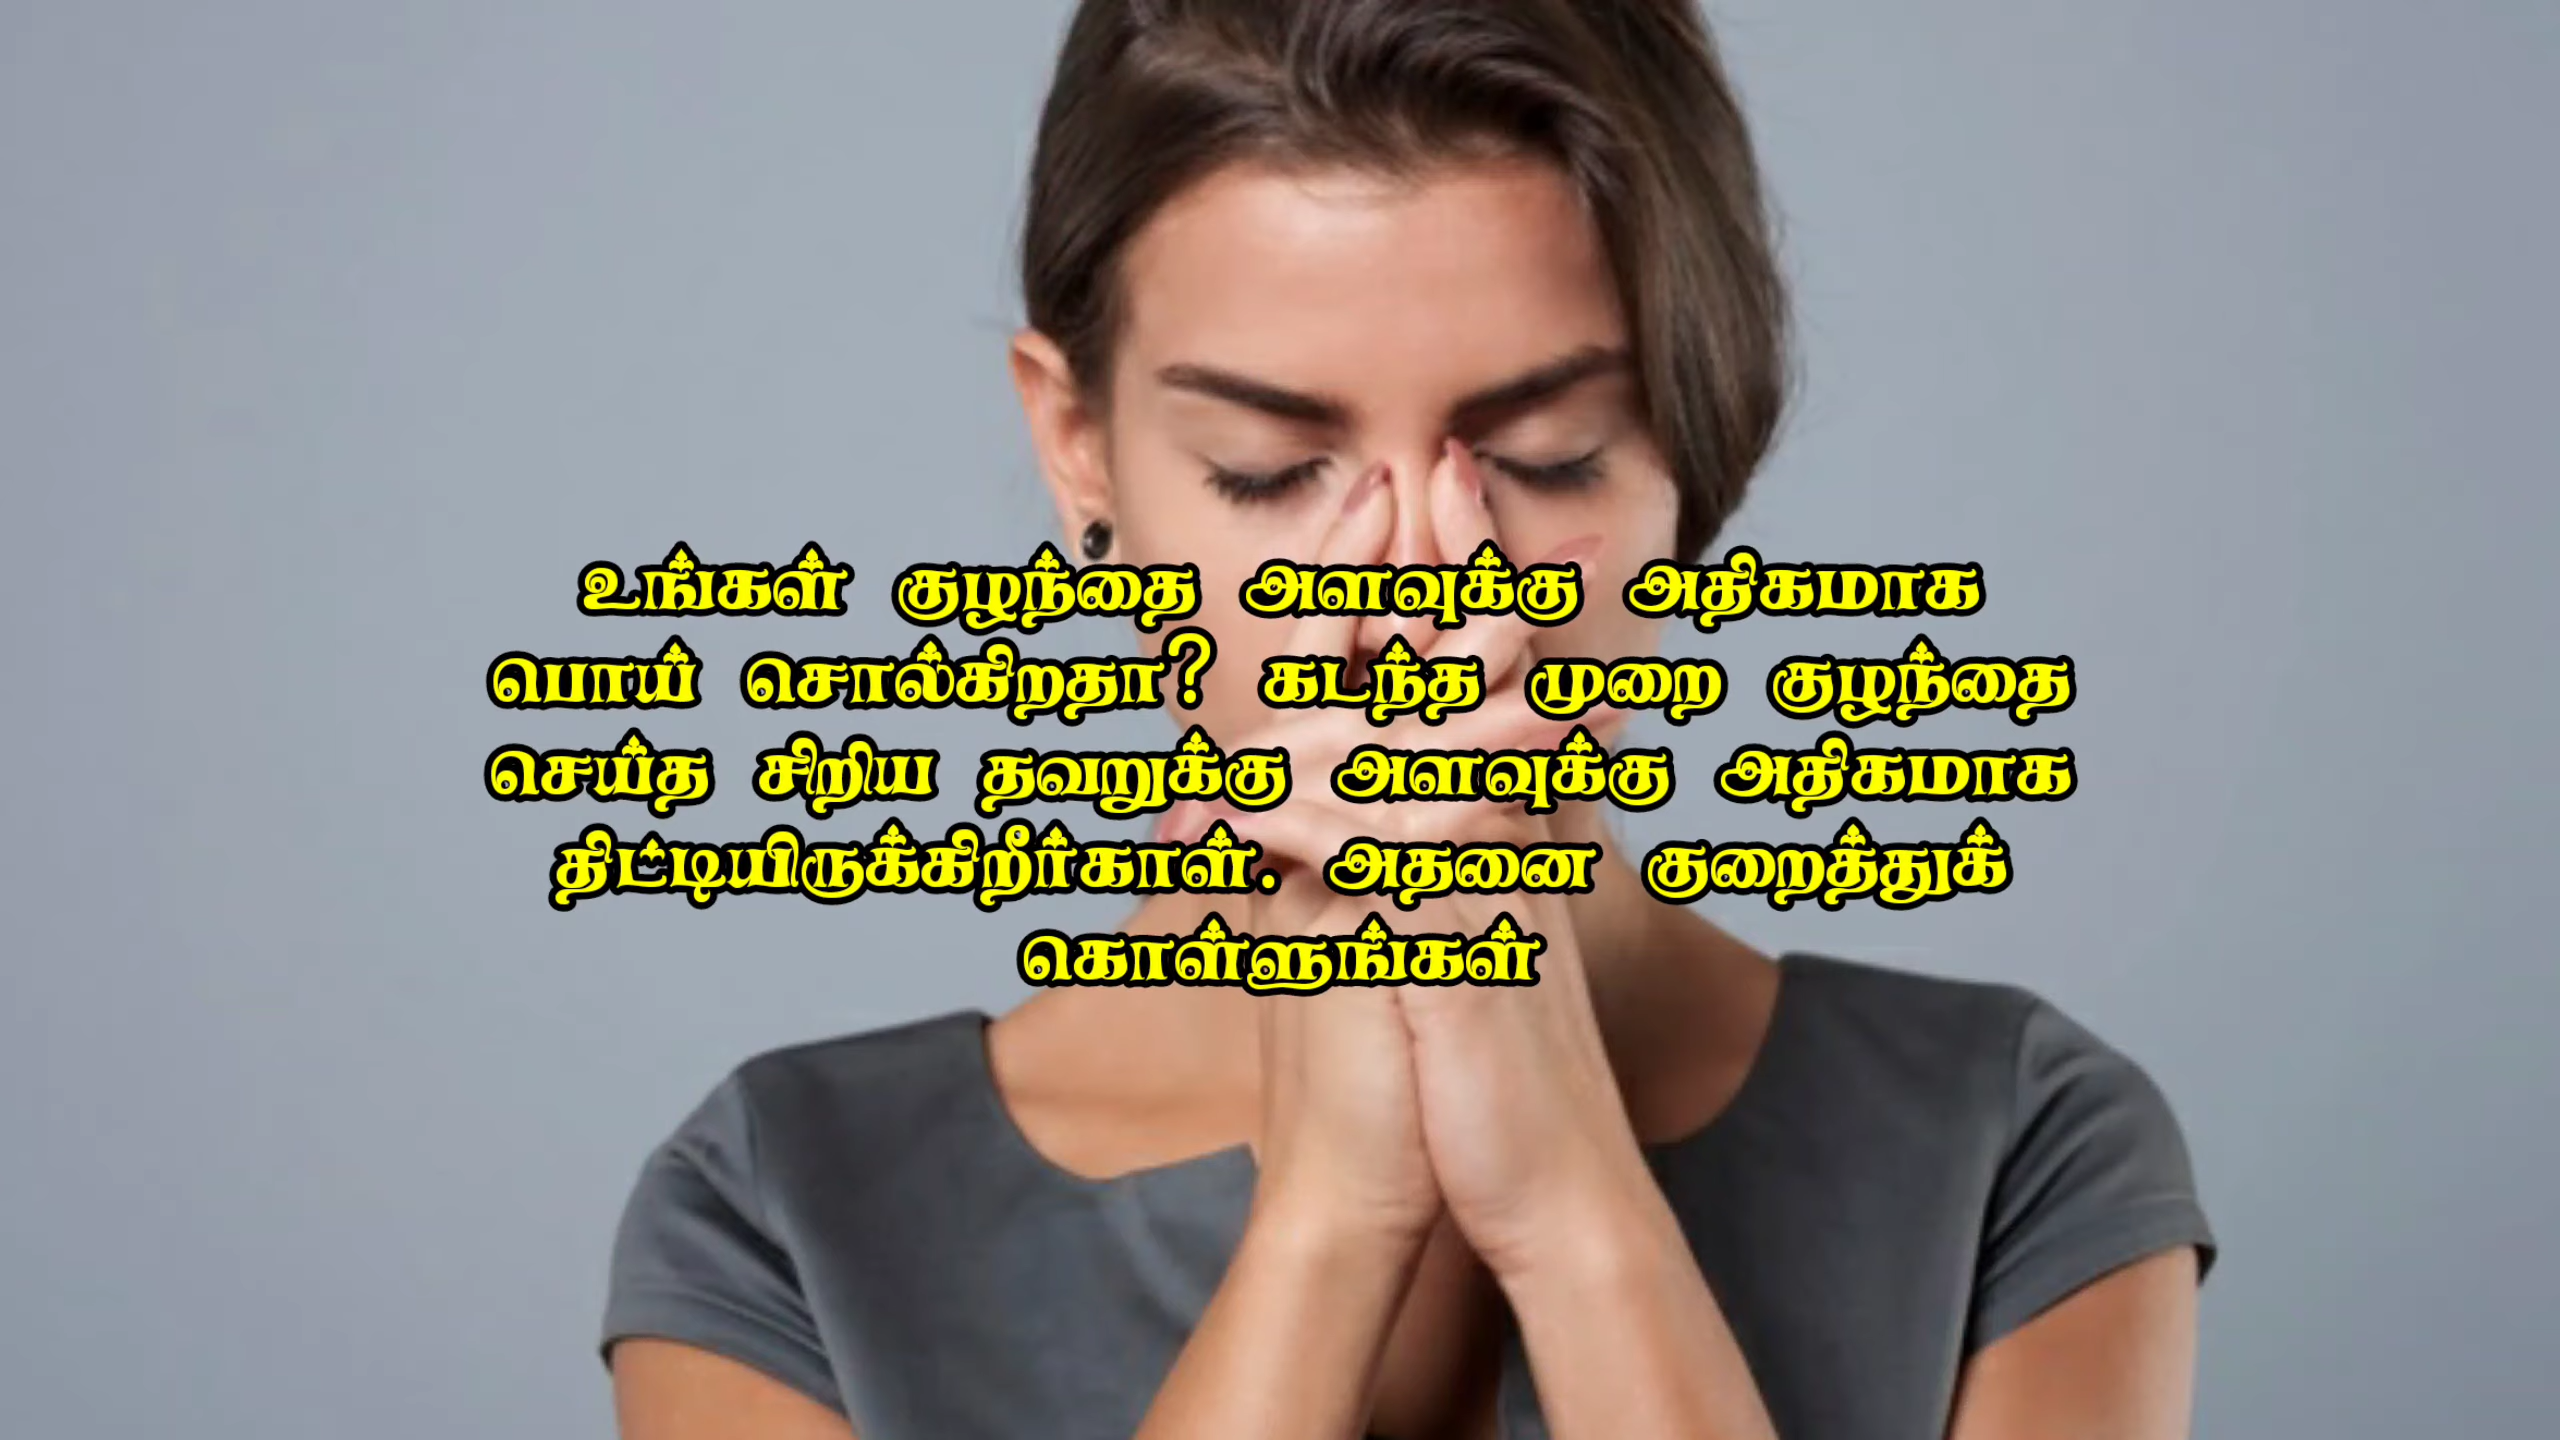 உங்கள் குழந்தை அளவுக்கு அதிகமாக
பொய் சொல்கிறதா? கடந்த முறை குழந்தை
செய்த சிறிய தவறுக்கு அளவுக்கு அதிகமாக
திட்டியிருக்கிறீர்காள். அதனை குறைத்துக்
கொள்ளுங்கள்